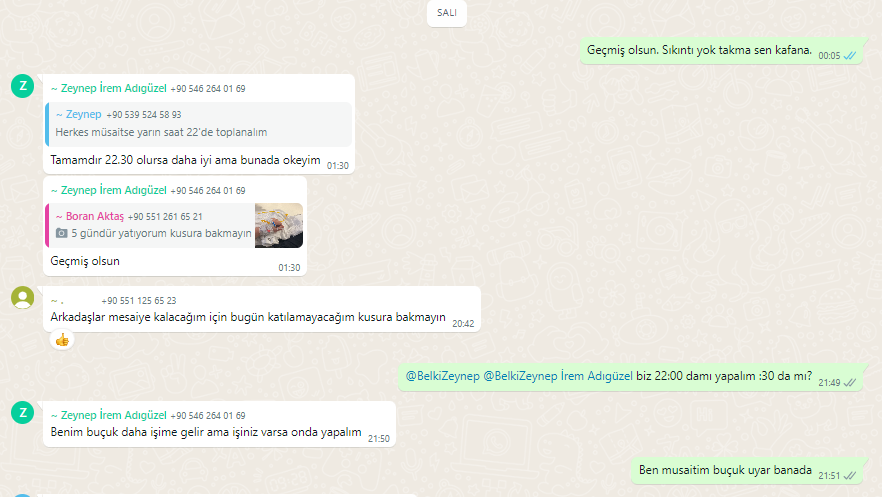 SALI
Geçmiş olsun. Sıkıntı yok takma sen kafana. 00:05
Z
~ Zeynep İrem Adıgüzel +90 546 264 01 69
~ Zeynep +90 539 524 58 93
Herkes müsaitse yarın saat 22'de toplanalım
Tamamdır 22.30 olursa daha iyi ama bunada okeyim 01:30
~ Zeynep İrem Adıgüzel +90 546 264 01 69
~ Boran Aktaş +90 551 261 65 21
5 gündür yatıyorum kusura bakmayın
Geçmiş olsun 01:30
~ . +90 551 125 65 23
Arkadaşlar mesaiye kalacağım için bugün katılamayacağım kusura bakmayın 20:42
@BelkiZeynep @BelkiZeynep İrem Adıgüzel biz 22:00 damı yapalım :30 da mı? 21:49
Z
~ Zeynep İrem Adıgüzel +90 546 264 01 69
Benim buçuk daha işime gelir ama işiniz varsa onda yapalım 21:50
Ben musaitim buçuk uyar banada 21:51